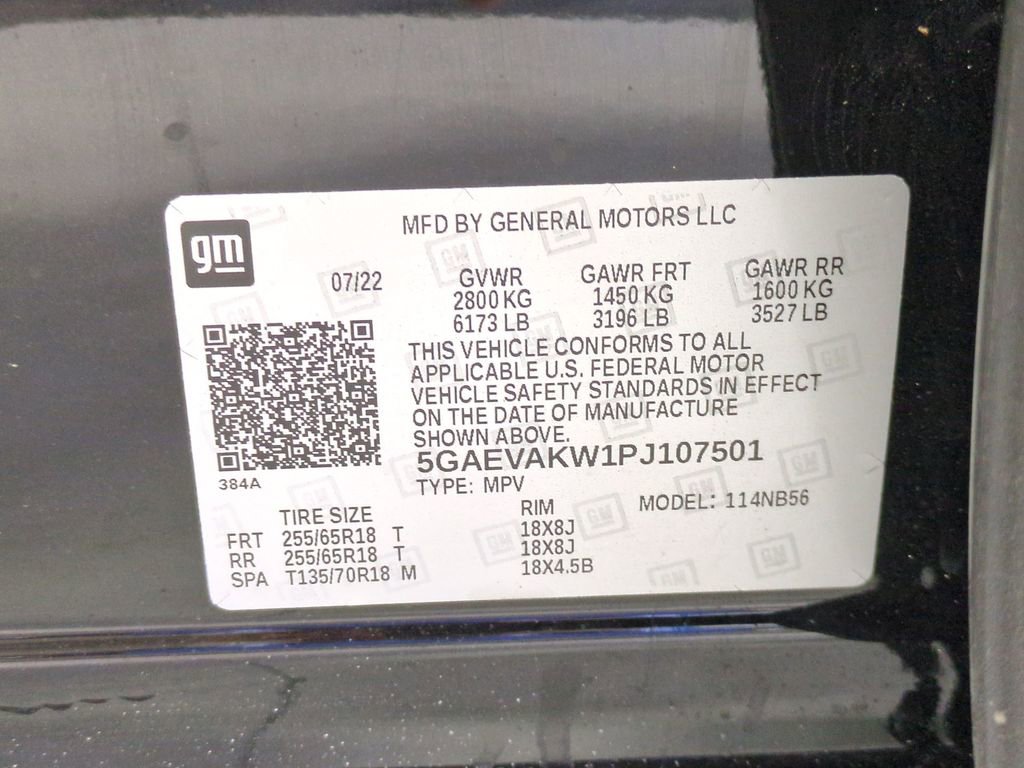 gm
MFD BY GENERAL MOTORS LLC
07/22
GVWR GAWR FRT GAWR RR
2800 KG 1450 KG 1600 KG
6173 LB 3196 LB 3527 LB
THIS VEHICLE CONFORMS TO ALL
APPLICABLE U.S. FEDERAL MOTOR
VEHICLE SAFETY STANDARDS IN EFFECT
ON THE DATE OF MANUFACTURE
SHOWN ABOVE.
5GAEVAKW1PJ107501
384A
TYPE: MPV MODEL: 114NB56
TIRE SIZE RIM
FRT 255/65R18 T 18X8J
RR 255/65R18 T 18X8J
SPA T135/70R18 M 18X4.5B